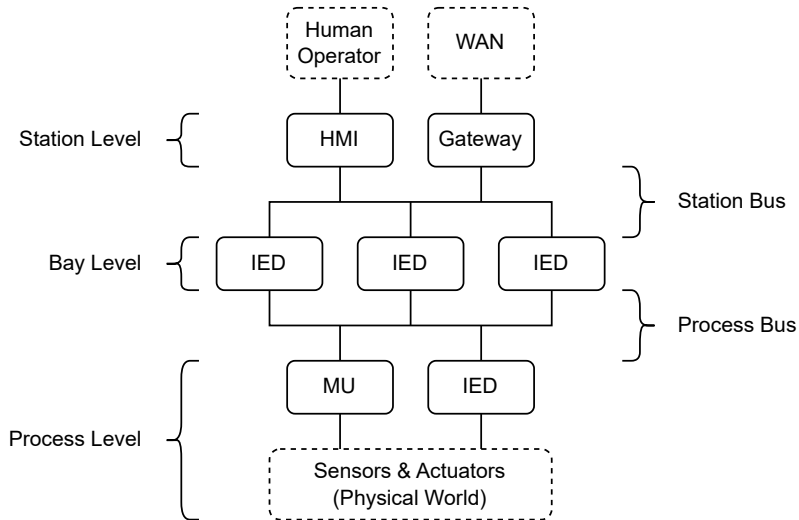 Human
Operator
WAN
Station Level
HMI
Gateway
Station Bus
Bay Level
IED
IED
IED
Process Bus
MU
IED
Process Level
Sensors & Actuators
(Physical World)